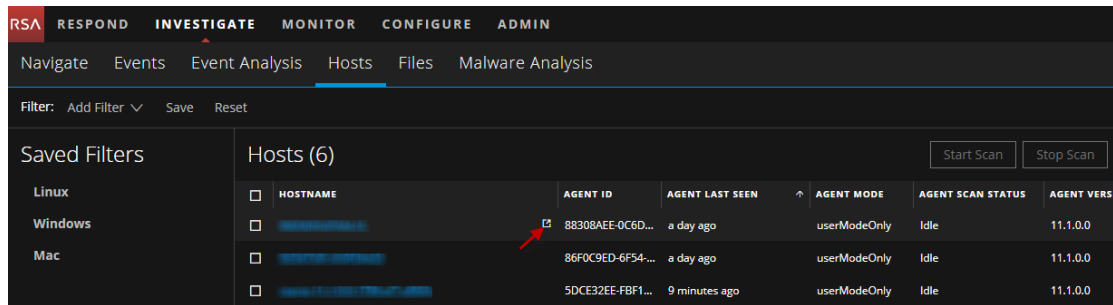 RSA RESPOND INVESTIGATE MONITOR CONFIGURE ADMIN
Navigate Events Event Analysis Hosts Files Malware Analysis
Filter: Add Filter Save Reset
Saved Filters
Linux
Windows
Mac
Hosts (6)
Start Scan Stop Scan
HOSTNAME AGENT ID AGENT LAST SEEN AGENT MODE AGENT SCAN STATUS AGENT VERS
88308AEE-0C6D... a day ago userModeOnly Idle 11.1.0.0
86F0C9ED-6F54-... a day ago userModeOnly Idle 11.1.0.0
5DCE32EE-FBF1... 9 minutes ago userModeOnly Idle 11.1.0.0